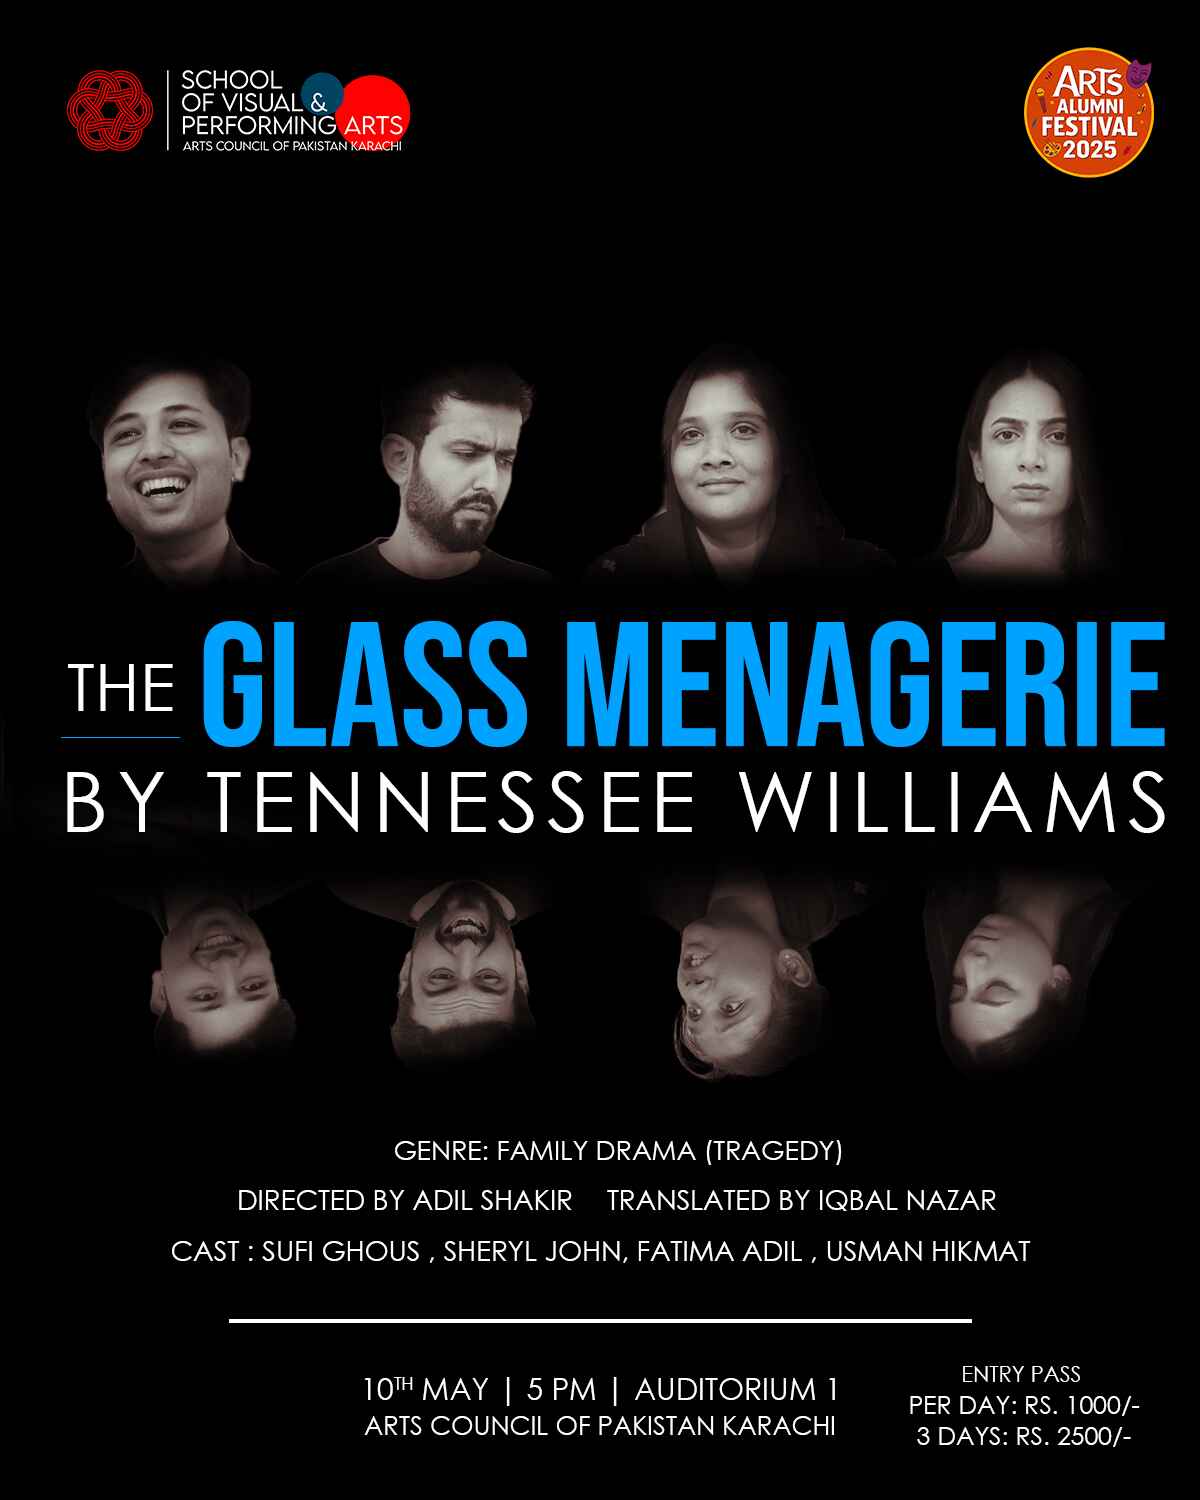 SCHOOL
OF VISUAL &
PERFORMING ARTS
ARTS COUNCIL OF PAKISTAN KARACHI
ARTS
ALUMNI
FESTIVAL
2025
THE GLASS MENAGERIE
BY TENNESSEE WILLIAMS
GENRE: FAMILY DRAMA (TRAGEDY)
DIRECTED BY ADIL SHAKIR TRANSLATED BY IQBAL NAZAR
CAST : SUFI GHOUS , SHERYL JOHN, FATIMA ADIL , USMAN HIKMAT
10TH MAY | 5 PM | AUDITORIUM 1
ARTS COUNCIL OF PAKISTAN KARACHI
ENTRY PASS
PER DAY: RS. 1000/-
3 DAYS: RS. 2500/-